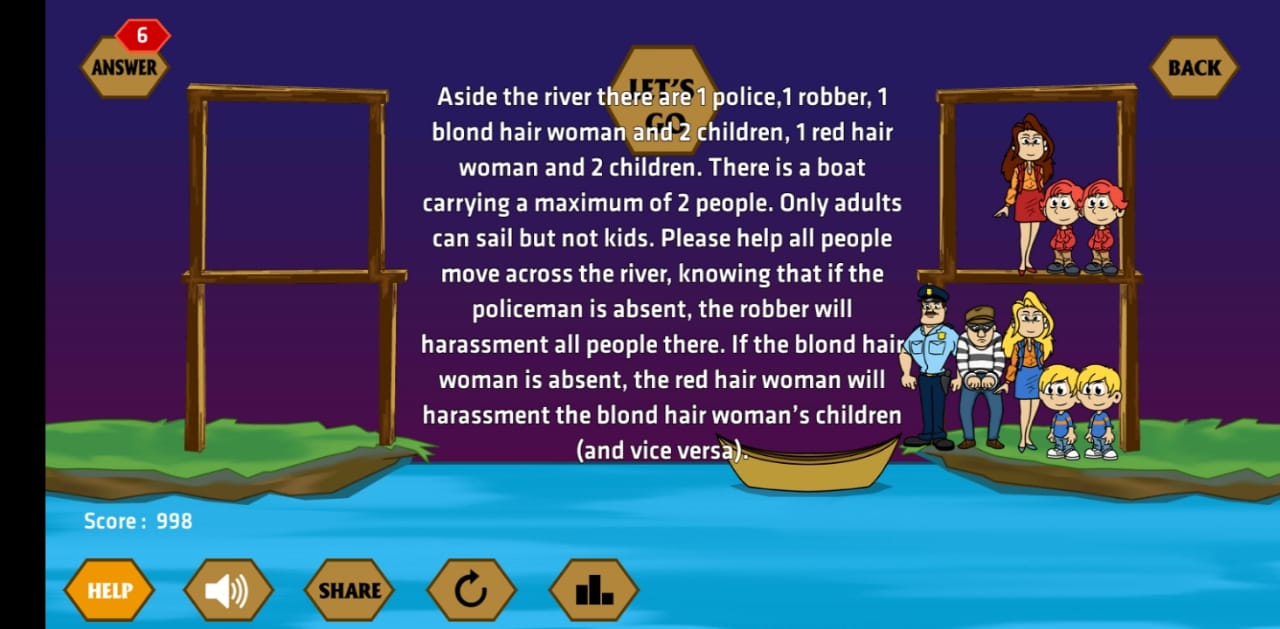 6
ANSWER
BACK
LET'S
GO
Aside the river there are 1 police,1 robber, 1
blond hair woman and 2 children, 1 red hair
woman and 2 children. There is a boat
carrying a maximum of 2 people. Only adults
can sail but not kids. Please help all people
move across the river, knowing that if the
policeman is absent, the robber will
harassment all people there. If the blond hair
woman is absent, the red hair woman will
harassment the blond hair woman's children
(and vice versa).
Score : 998
HELP
SHARE